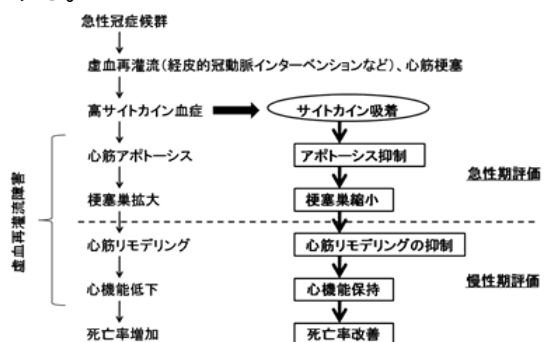 急性冠症候群
虚血再灌流(経皮的冠動脈インターベンションなど)、心筋梗塞
高サイトカイン血症
サイトカイン吸着
心筋アポトーシス
アポトーシス抑制
急性期評価
梗塞巣拡大
梗塞巣縮小
虚血再灌流障害
心筋リモデリング
心筋リモデリングの抑制
慢性期評価
心機能低下
心機能保持
死亡率増加
死亡率改善